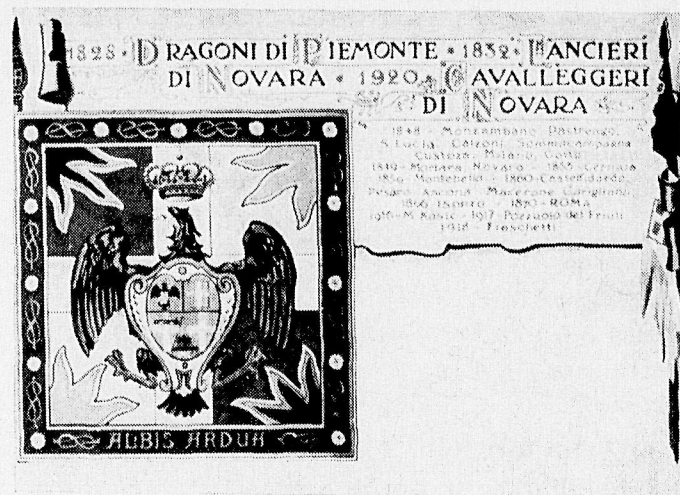 1828 · DRAGONI DI PIEMONTE · 1832 · LANCIERI
DI NOVARA · 1920 · CAVALLEGGERI
DI NOVARA
1848 - Monzambano Pastrengo,
S. Lucia, Calzoni, Sommacampagna
Custoza, Milano, Goito
1849 - Mortara Novara - 1855 - Cernaia
1859 - Montebello - 1860 - Castelfidardo,
Pesaro Ancona Macerone Garigliano
1866 Isonzo - 1870 - ROMA
1916 - M. Kosic - 1917 - Pozzuolo del Friuli
1918 - Freschetti
ALBIS ARDUA